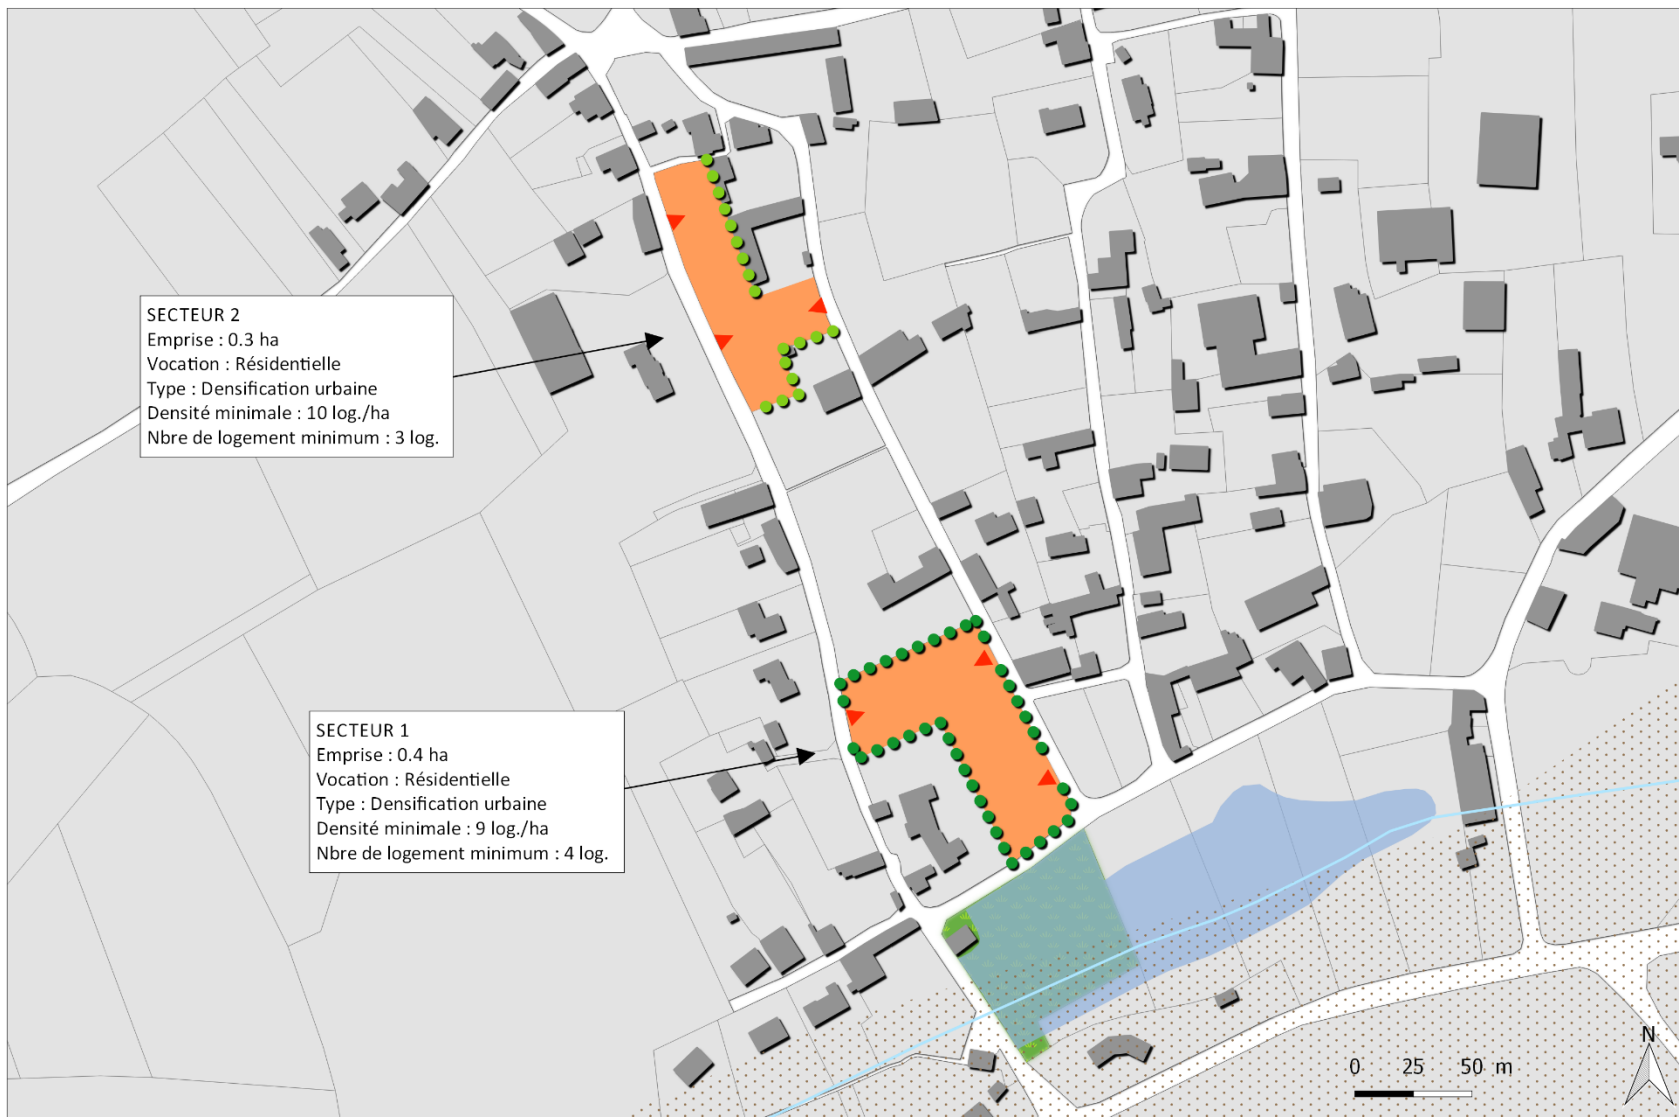 SECTEUR 2
Emprise : 0.3 ha
Vocation : Résidentielle
Type : Densification urbaine
Densité minimale : 10 log./ha
Nbre de logement minimum : 3 log.
SECTEUR 1
Emprise : 0.4 ha
Vocation : Résidentielle
Type : Densification urbaine
Densité minimale : 9 log./ha
Nbre de logement minimum : 4 log.
N
0 25 50 m